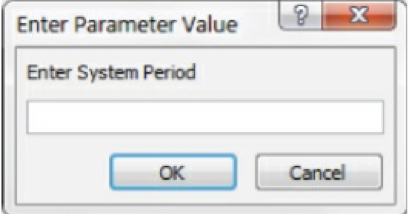 Enter Parameter Value
?
X
Enter System Period
OK
Cancel